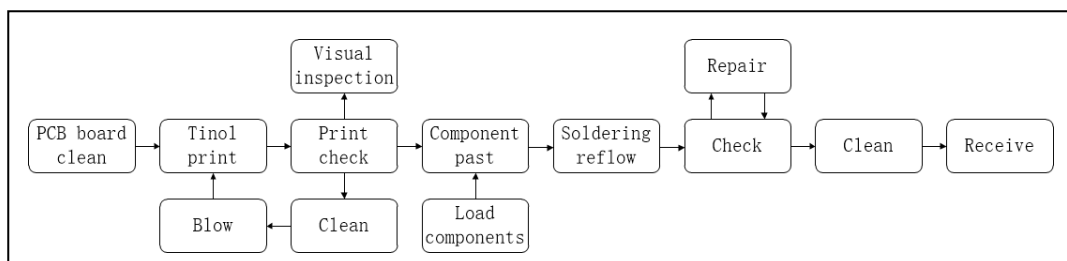 Visual
inspection
Repair
PCB board
clean
Tinol
print
Print
check
Component
past
Soldering
reflow
Check
Clean
Receive
Blow
Clean
Load
components